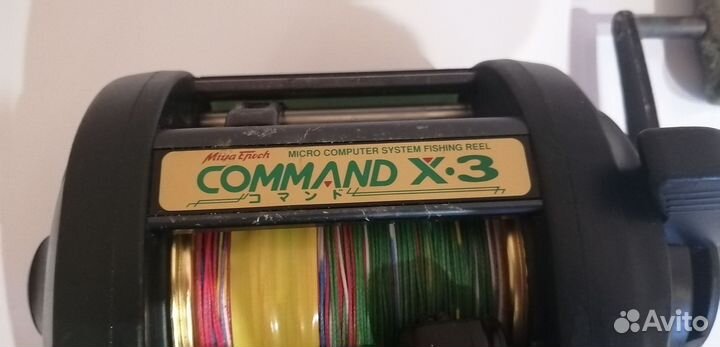 Miya Epoch MICRO COMPUTER SYSTEM FISHING REEL
COMMAND X·3
コマンド
Avito